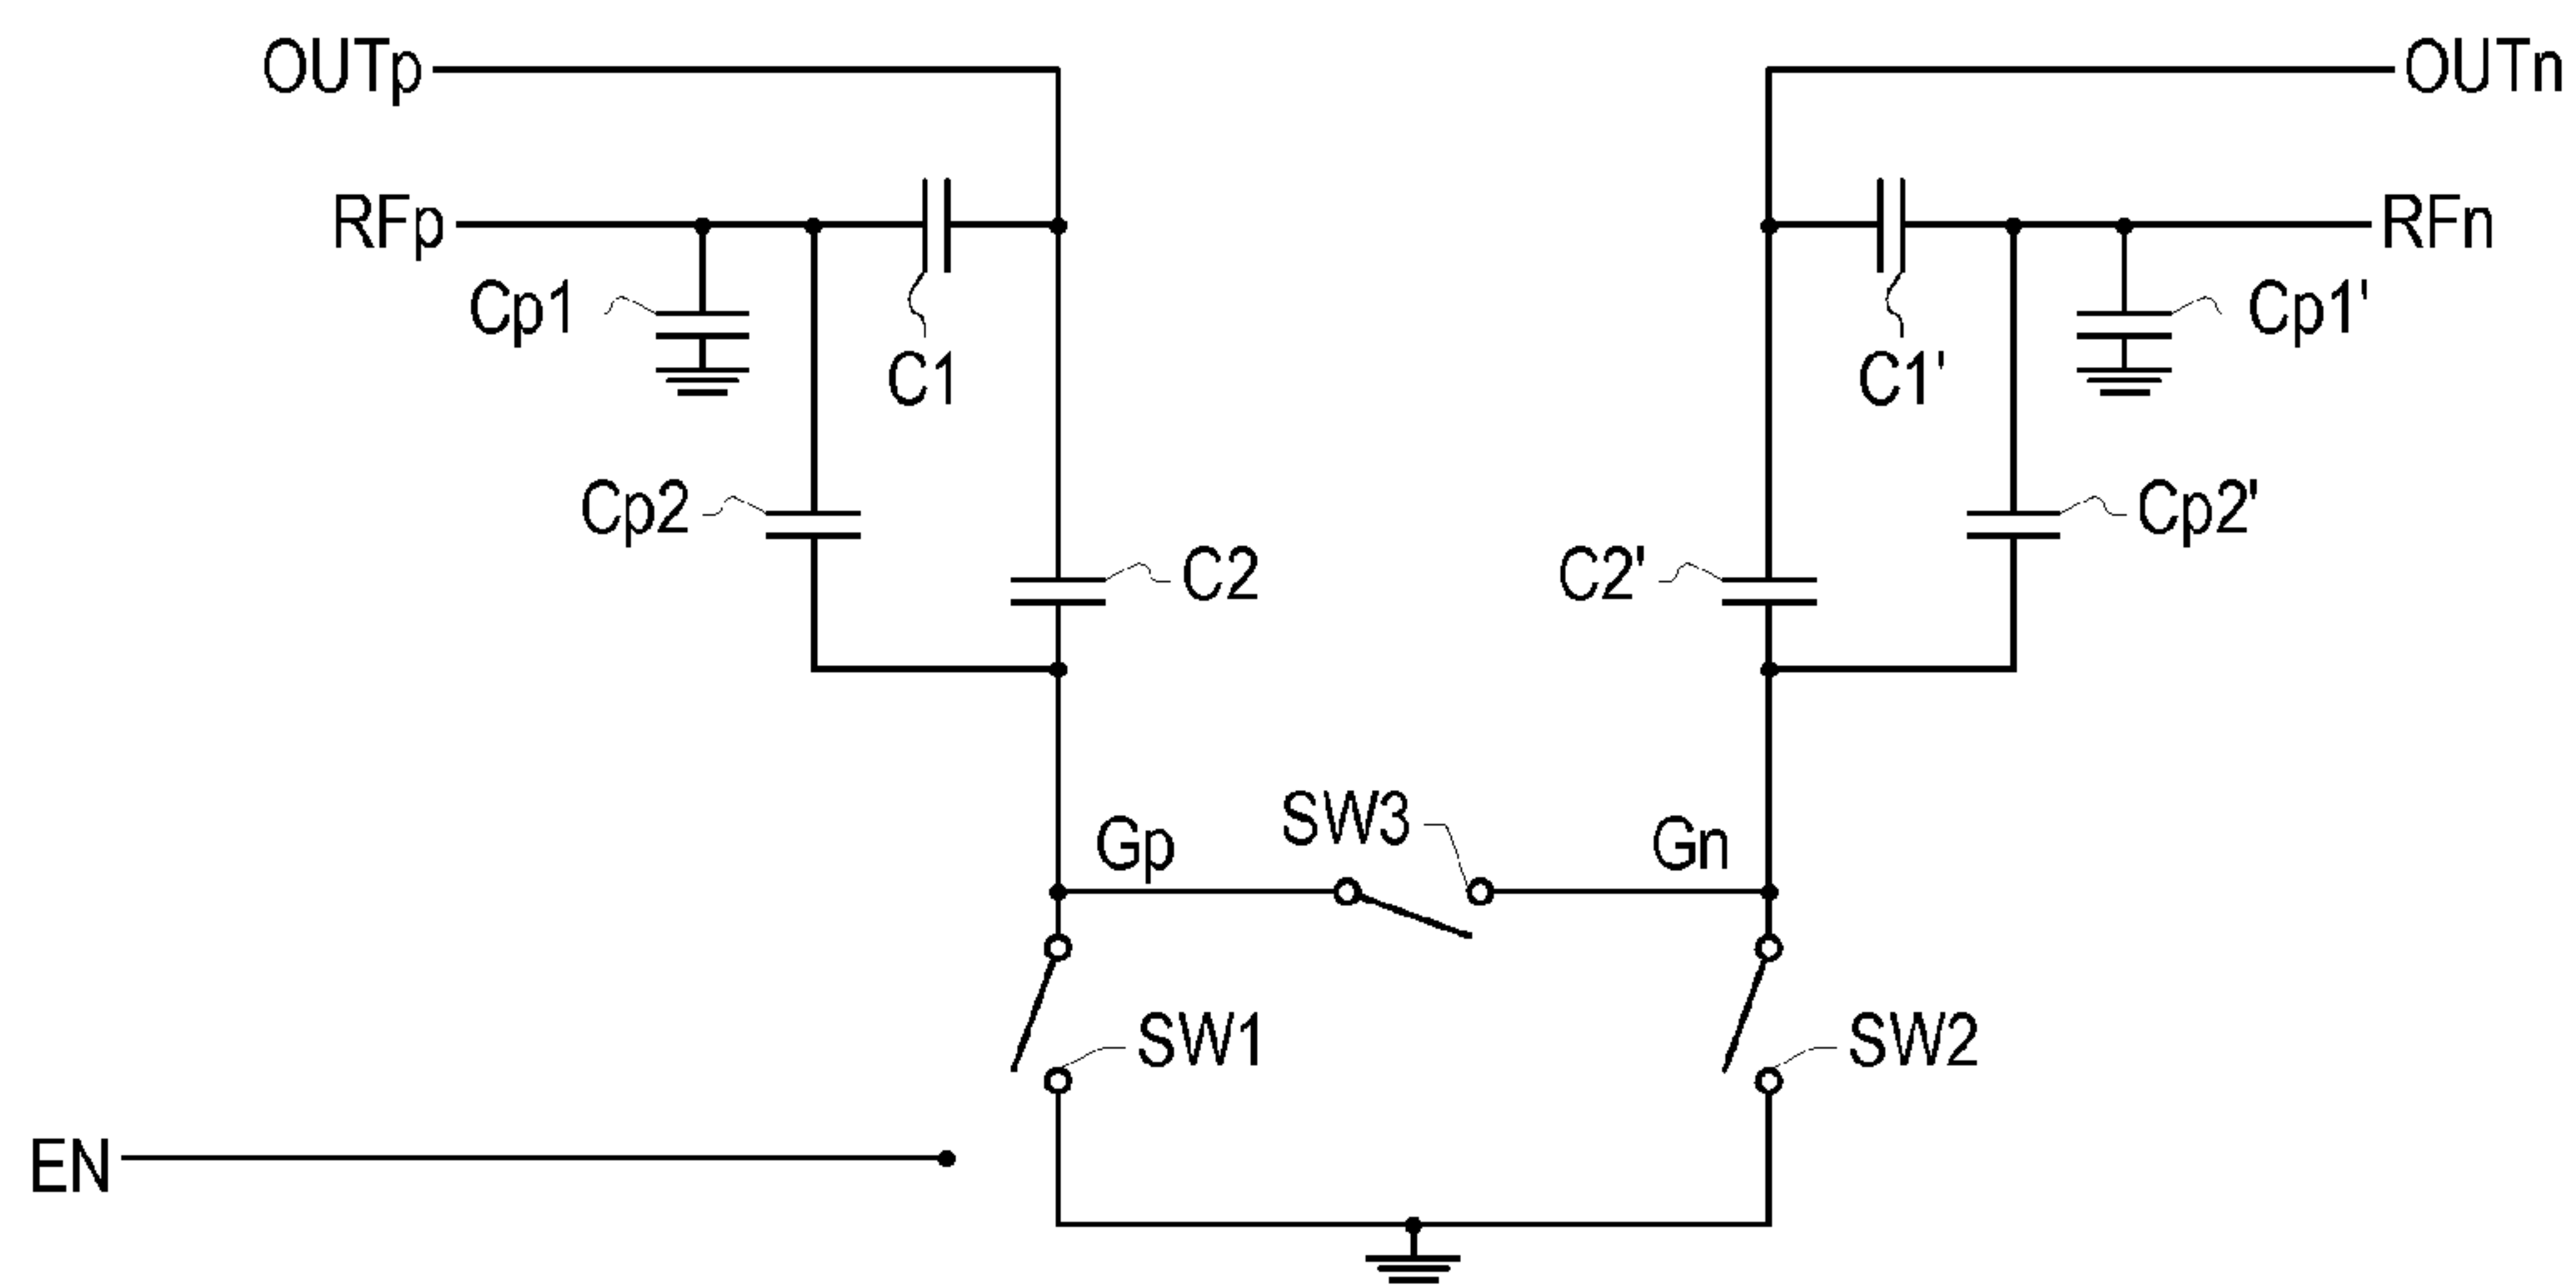 OUTp
OUTn
RFp
RFn
Cp1
C1
C1'
Cp1'
Cp2
C2
C2'
Cp2'
Gp
SW3
Gn
SW1
SW2
EN